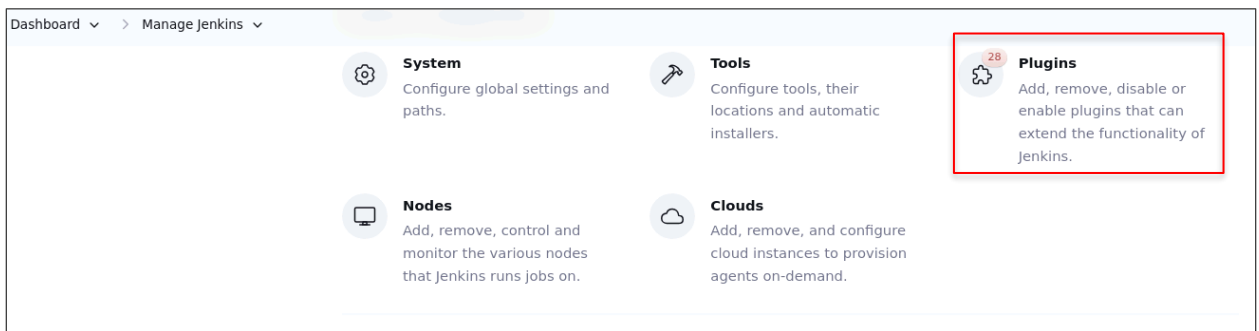 Dashboard
Manage Jenkins
System
Configure global settings and
paths.
Tools
Configure tools, their
locations and automatic
installers.
28
Plugins
Add, remove, disable or
enable plugins that can
extend the functionality of
Jenkins.
Nodes
Add, remove, control and
monitor the various nodes
that Jenkins runs jobs on.
Clouds
Add, remove, and configure
cloud instances to provision
agents on-demand.